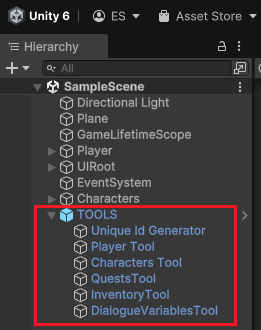 Unity 6
ES
Asset Store
Hierarchy
All
SampleScene
Directional Light
Plane
GameLifetimeScope
Player
UIRoot
EventSystem
Characters
TOOLS
Unique Id Generator
Player Tool
Characters Tool
QuestsTool
InventoryTool
DialogueVariablesTool